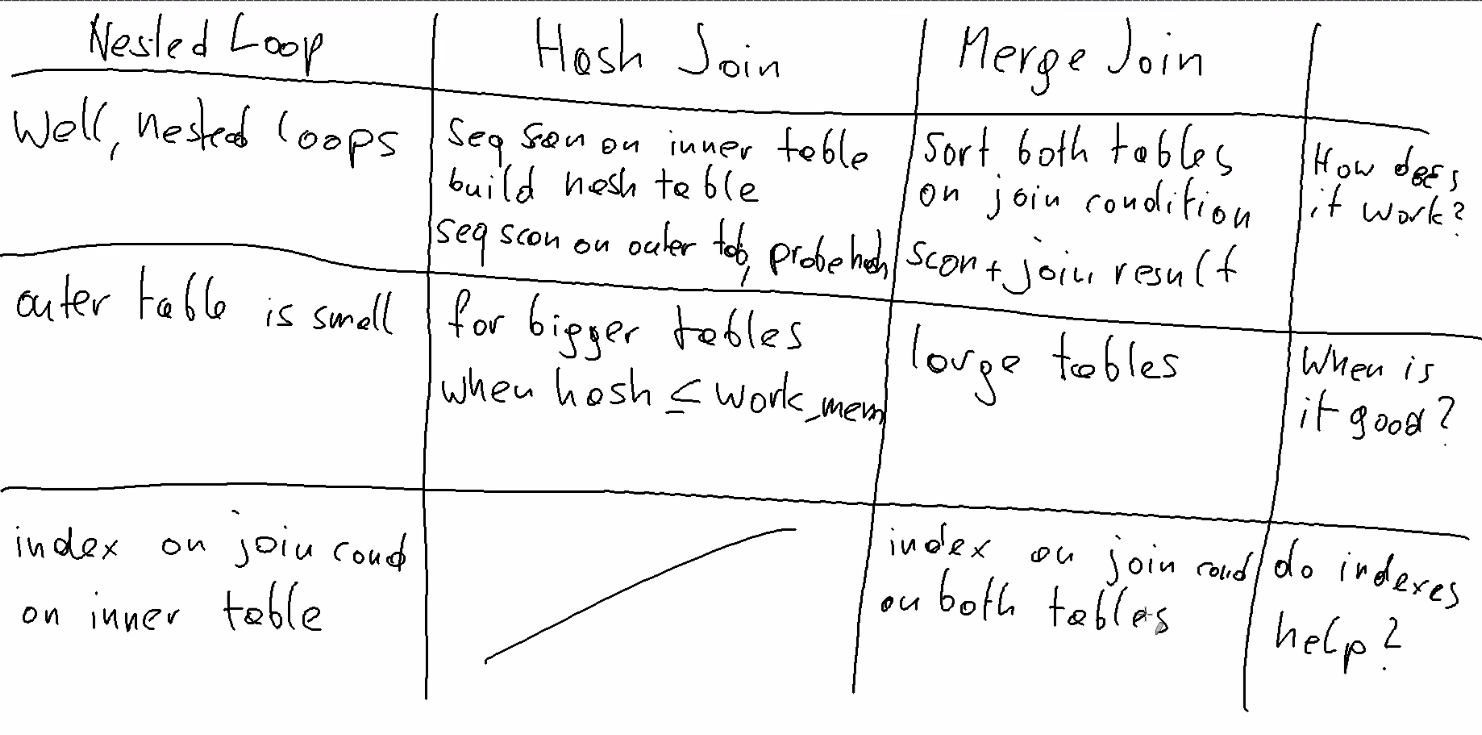 Nested Loop
Hash Join
Merge Join
Well, nested loops
seq scan on inner table
build hash table
seq scan on outer tab, probe hash
sort both tables
on join condition
scan + join result
How does
it work?
outer table is small
for bigger tables
when hash ≤ work_mem
large tables
When is
it good?
index on join cond
on inner table
index on join cond
on both tables
do indexes
help?